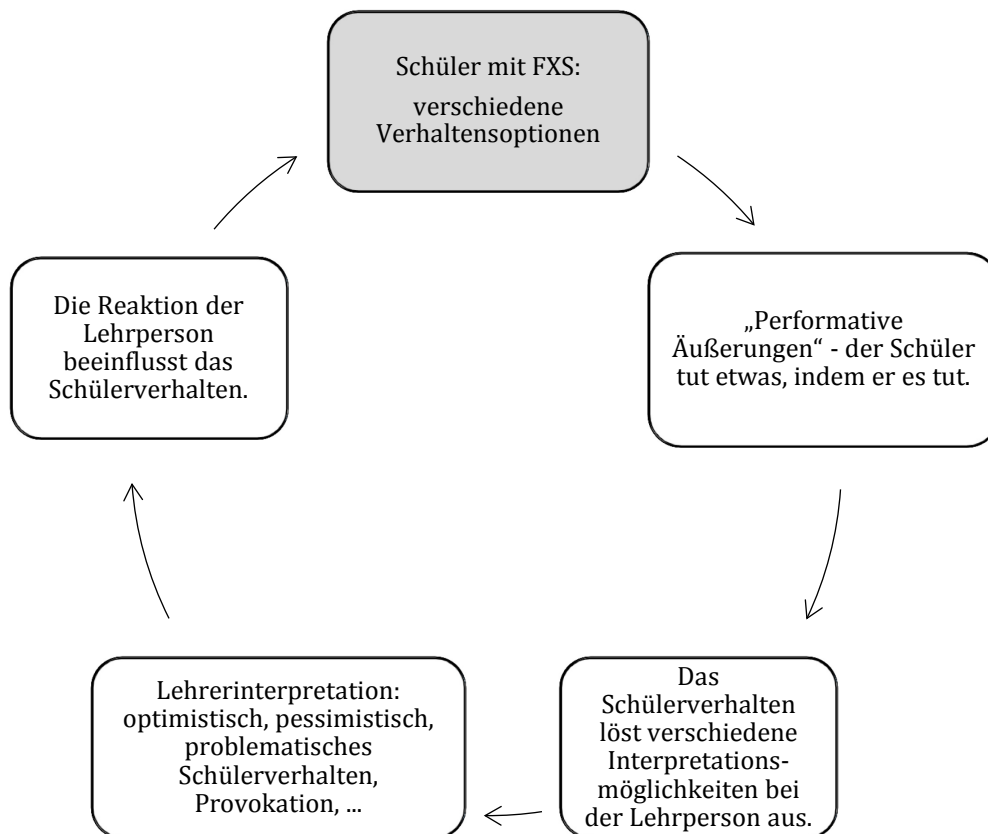 Schüler mit FXS:
verschiedene
Verhaltensoptionen
„Performative
Äußerungen“ - der Schüler
tut etwas, indem er es tut.
Das
Schülerverhalten
löst verschiedene
Interpretations-
möglichkeiten bei
der Lehrperson aus.
Lehrerinterpretation:
optimistisch, pessimistisch,
problematisches
Schülerverhalten,
Provokation, ...
Die Reaktion der
Lehrperson
beeinflusst das
Schülerverhalten.